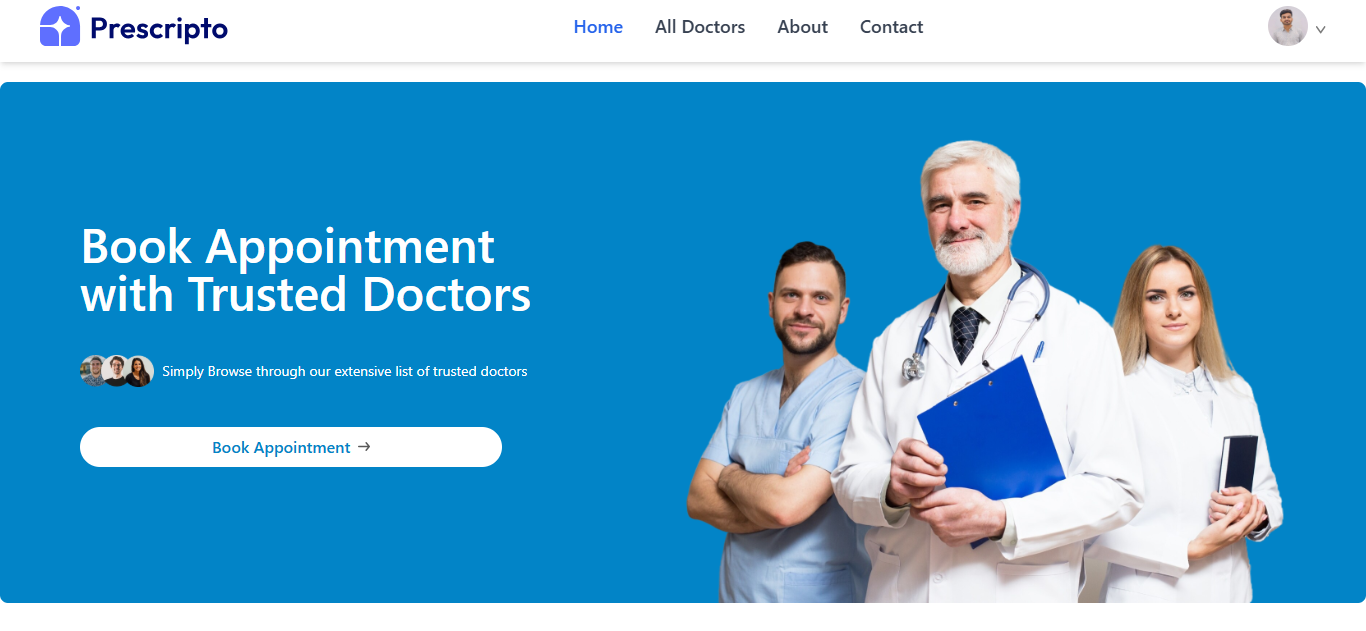 Prescripto
Home
All Doctors
About
Contact
Book Appointment
with Trusted Doctors
Simply Browse through our extensive list of trusted doctors
Book Appointment →